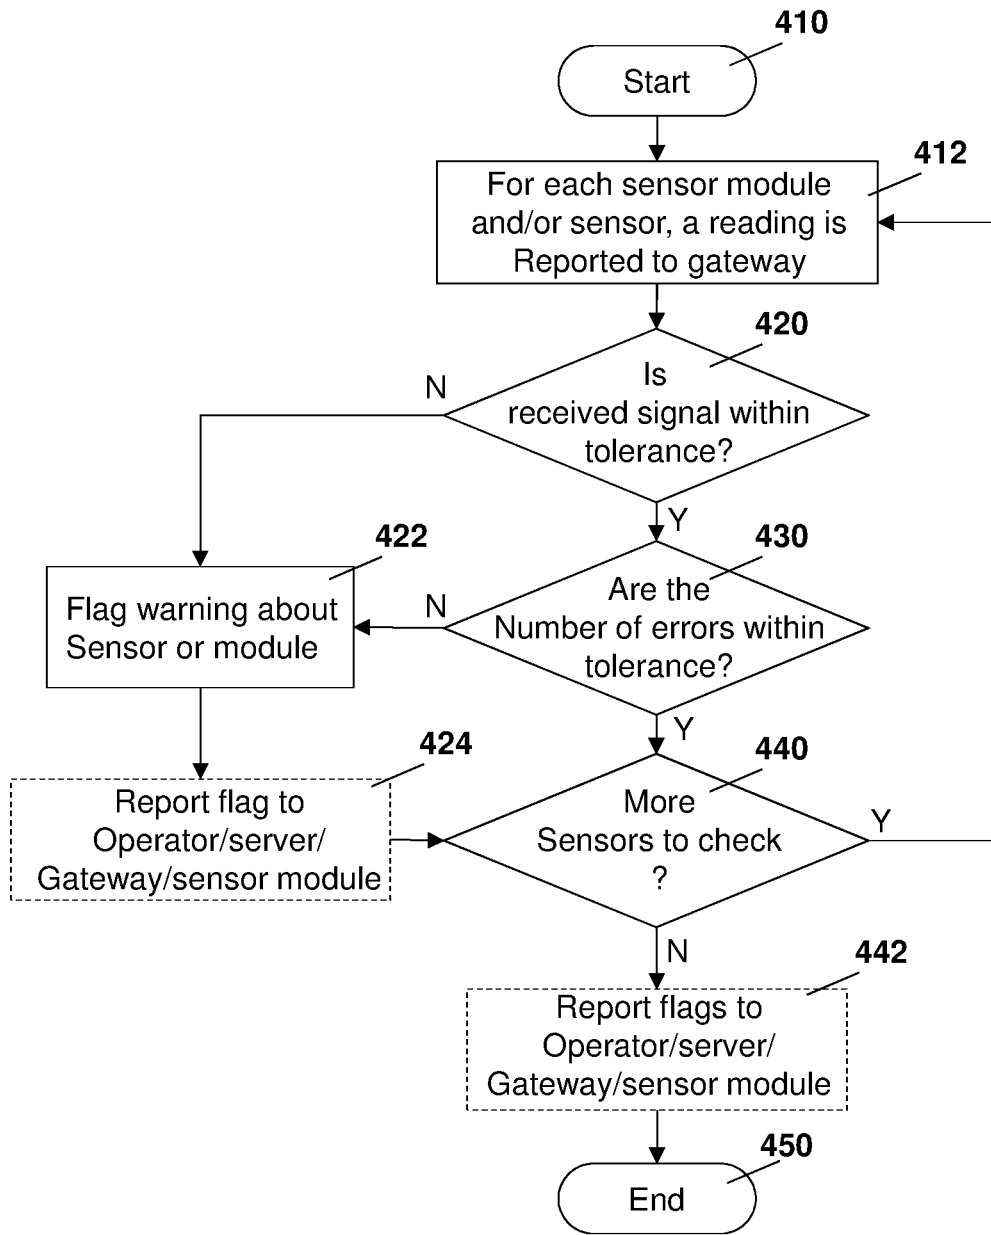 410
Start
412
For each sensor module
and/or sensor, a reading is
Reported to gateway
420
Is
received signal within
tolerance?
N
Y
422
Flag warning about
Sensor or module
430
Are the
Number of errors within
tolerance?
N
Y
424
Report flag to
Operator/server/
Gateway/sensor module
440
More
Sensors to check
?
Y
N
442
Report flags to
Operator/server/
Gateway/sensor module
450
End